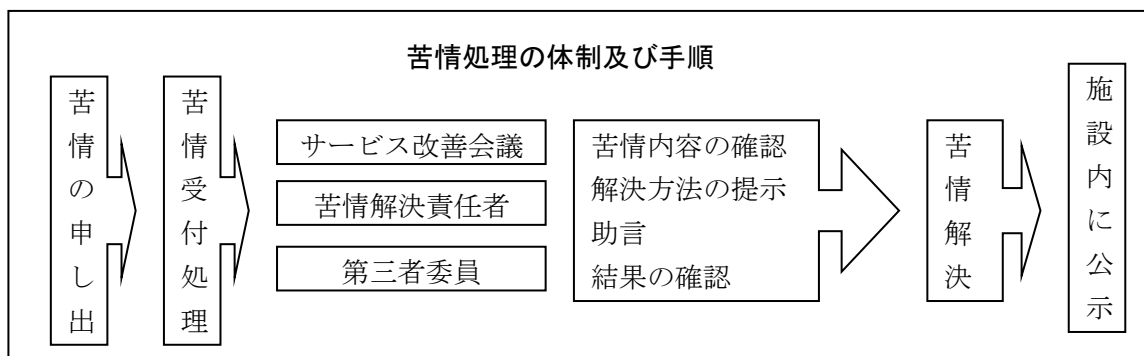 苦情処理の体制及び手順
苦情の申し出
苦情受付処理
サービス改善会議
苦情解決責任者
第三者委員
苦情内容の確認
解決方法の提示
助言
結果の確認
苦情解決
施設内に公示